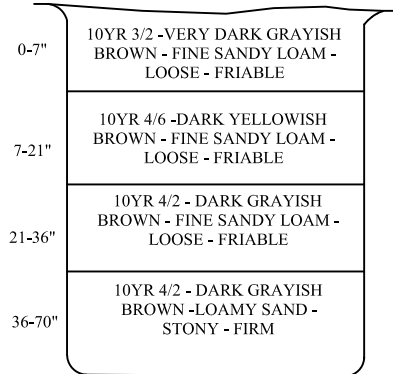 0-7"
10YR 3/2 -VERY DARK GRAYISH
BROWN - FINE SANDY LOAM -
LOOSE - FRIABLE
7-21"
10YR 4/6 -DARK YELLOWISH
BROWN - FINE SANDY LOAM -
LOOSE - FRIABLE
21-36"
10YR 4/2 - DARK GRAYISH
BROWN - FINE SANDY LOAM -
LOOSE - FRIABLE
36-70"
10YR 4/2 - DARK GRAYISH
BROWN -LOAMY SAND -
STONY - FIRM